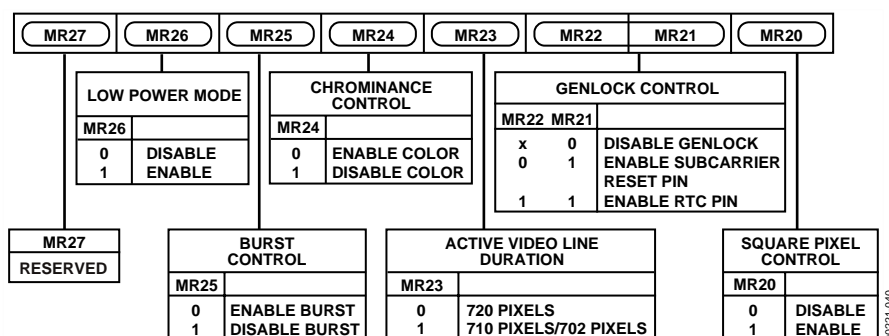 MR27 MR26 MR25 MR24 MR23 MR22 MR21 MR20
LOW POWER MODE
MR26
0 DISABLE
1 ENABLE
CHROMINANCE
CONTROL
MR24
0 ENABLE COLOR
1 DISABLE COLOR
GENLOCK CONTROL
MR22 MR21
x 0 DISABLE GENLOCK
0 1 ENABLE SUBCARRIER
RESET PIN
1 1 ENABLE RTC PIN
MR27
RESERVED
BURST
CONTROL
MR25
0 ENABLE BURST
1 DISABLE BURST
ACTIVE VIDEO LINE
DURATION
MR23
0 720 PIXELS
1 710 PIXELS/702 PIXELS
SQUARE PIXEL
CONTROL
MR20
0 DISABLE
1 ENABLE